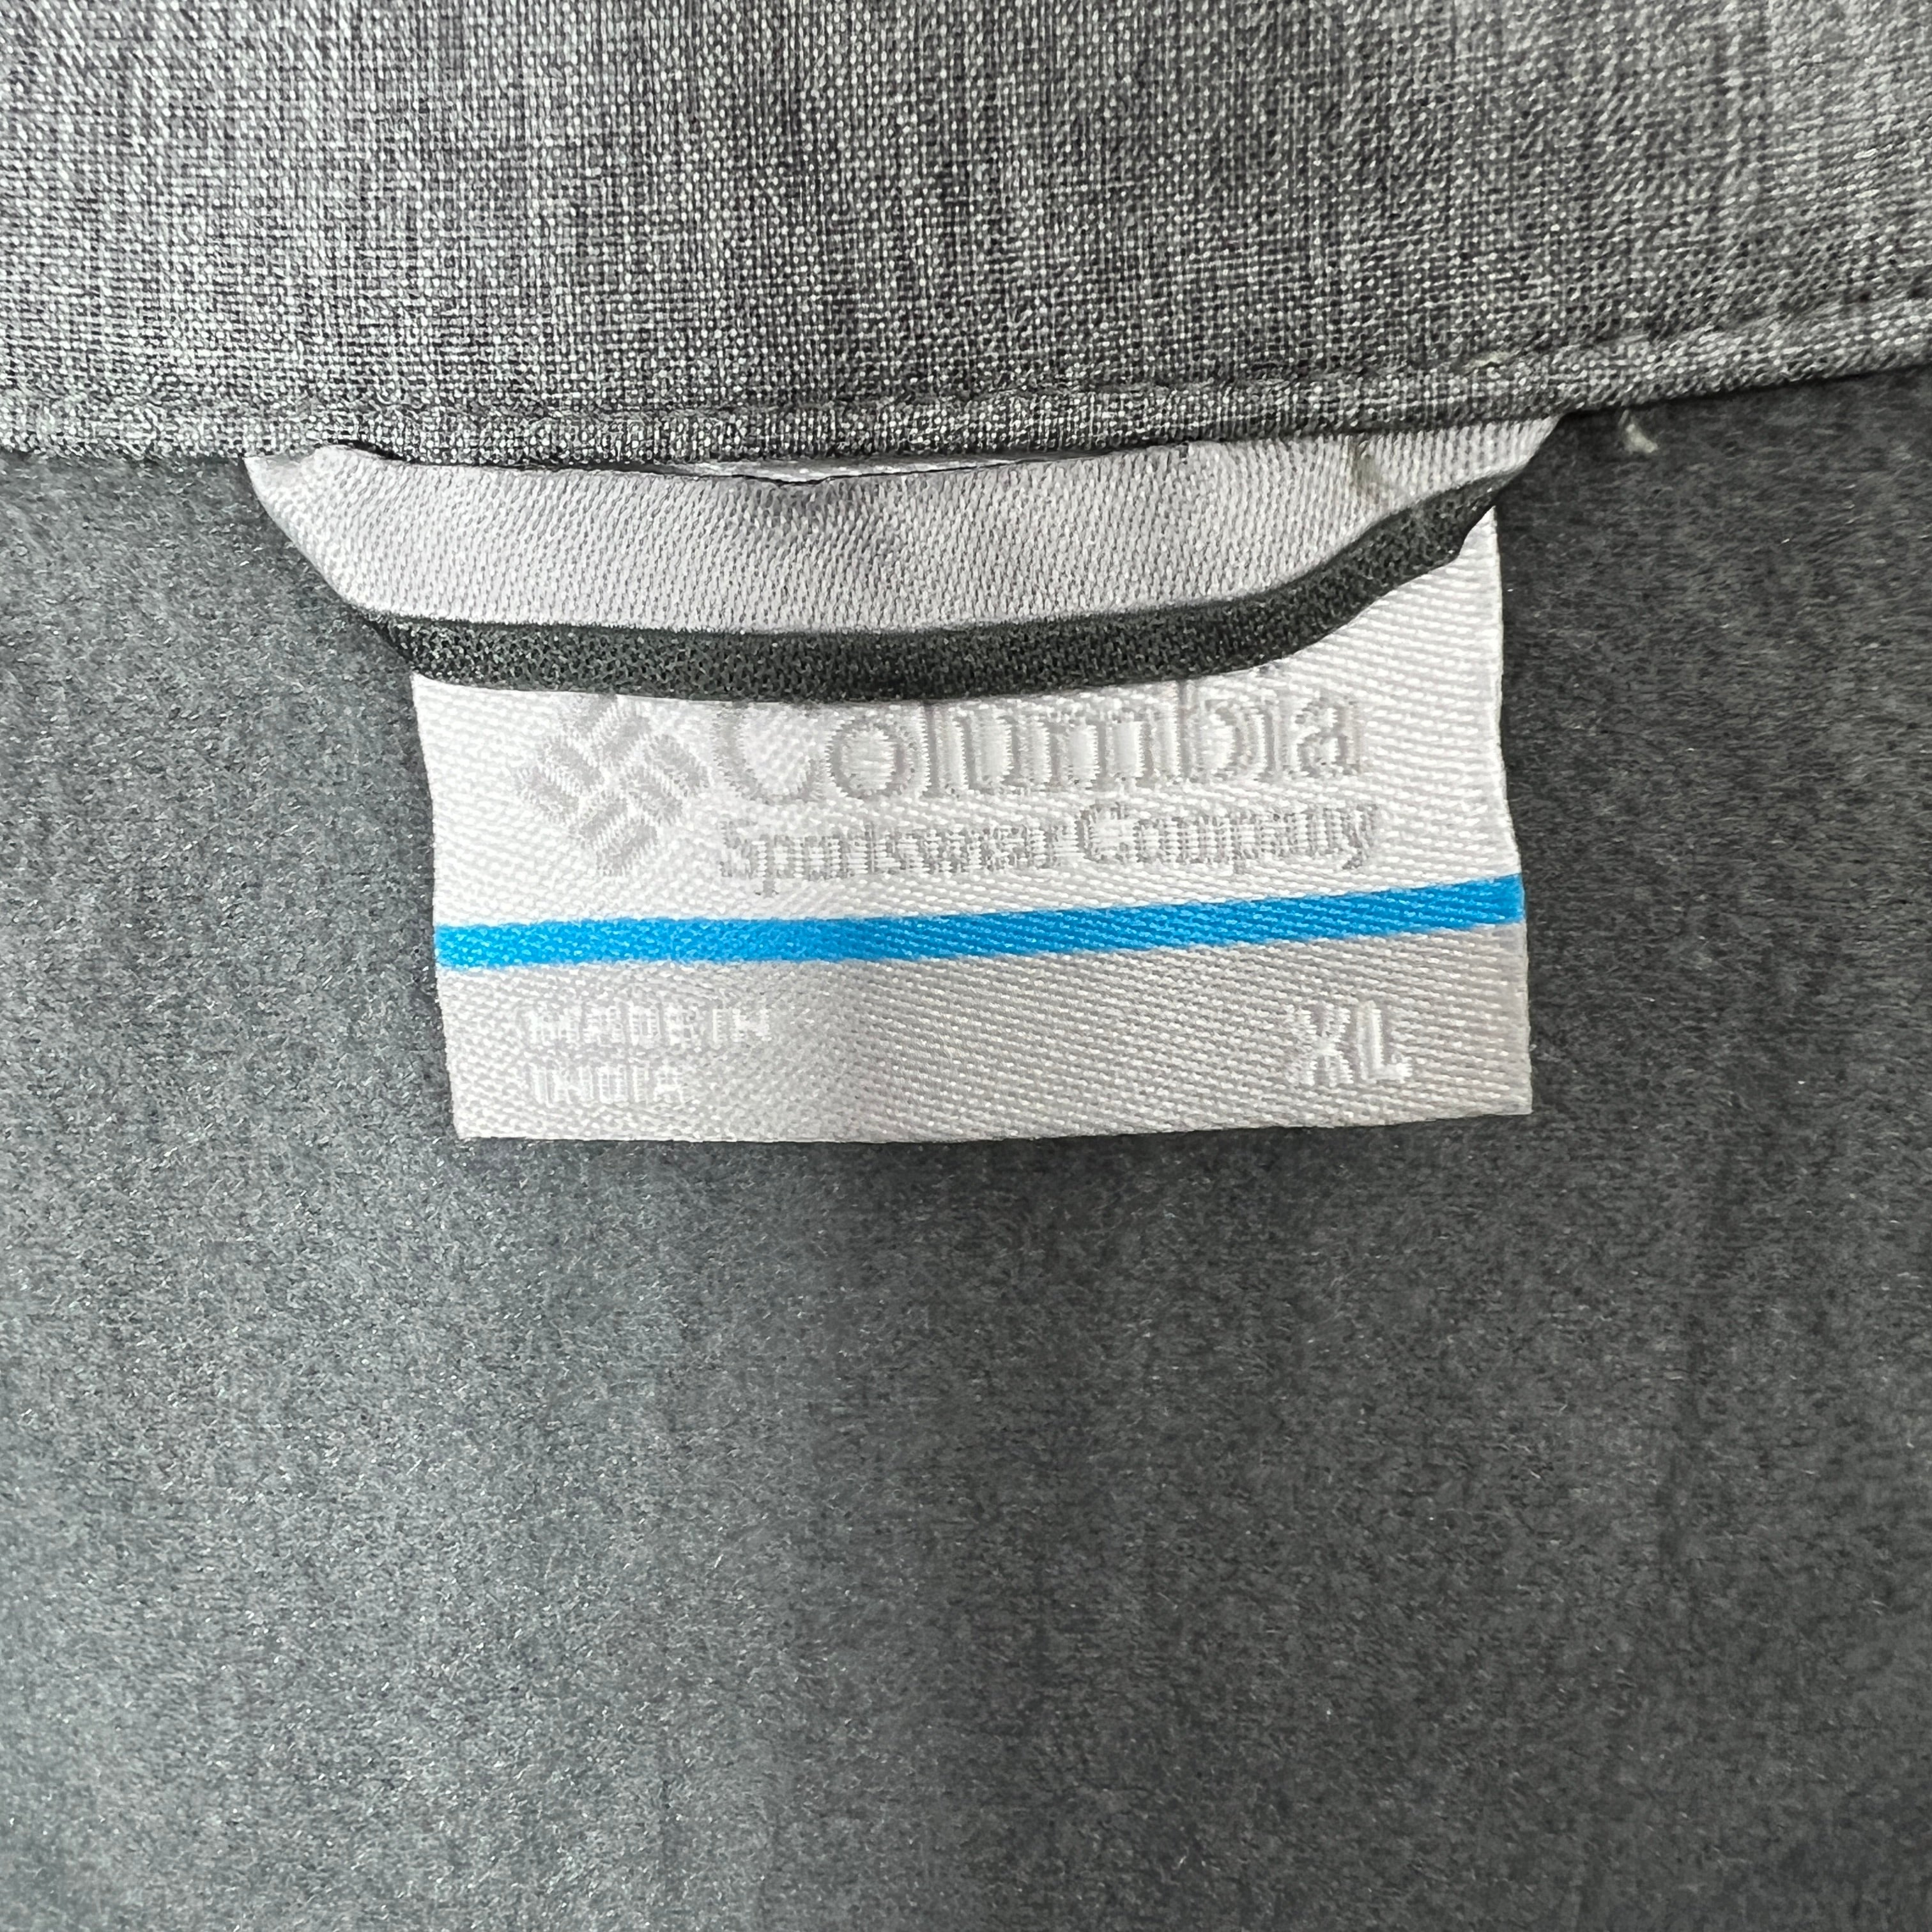 Columbia
Sportswear Company
MADE IN
INDIA
XL